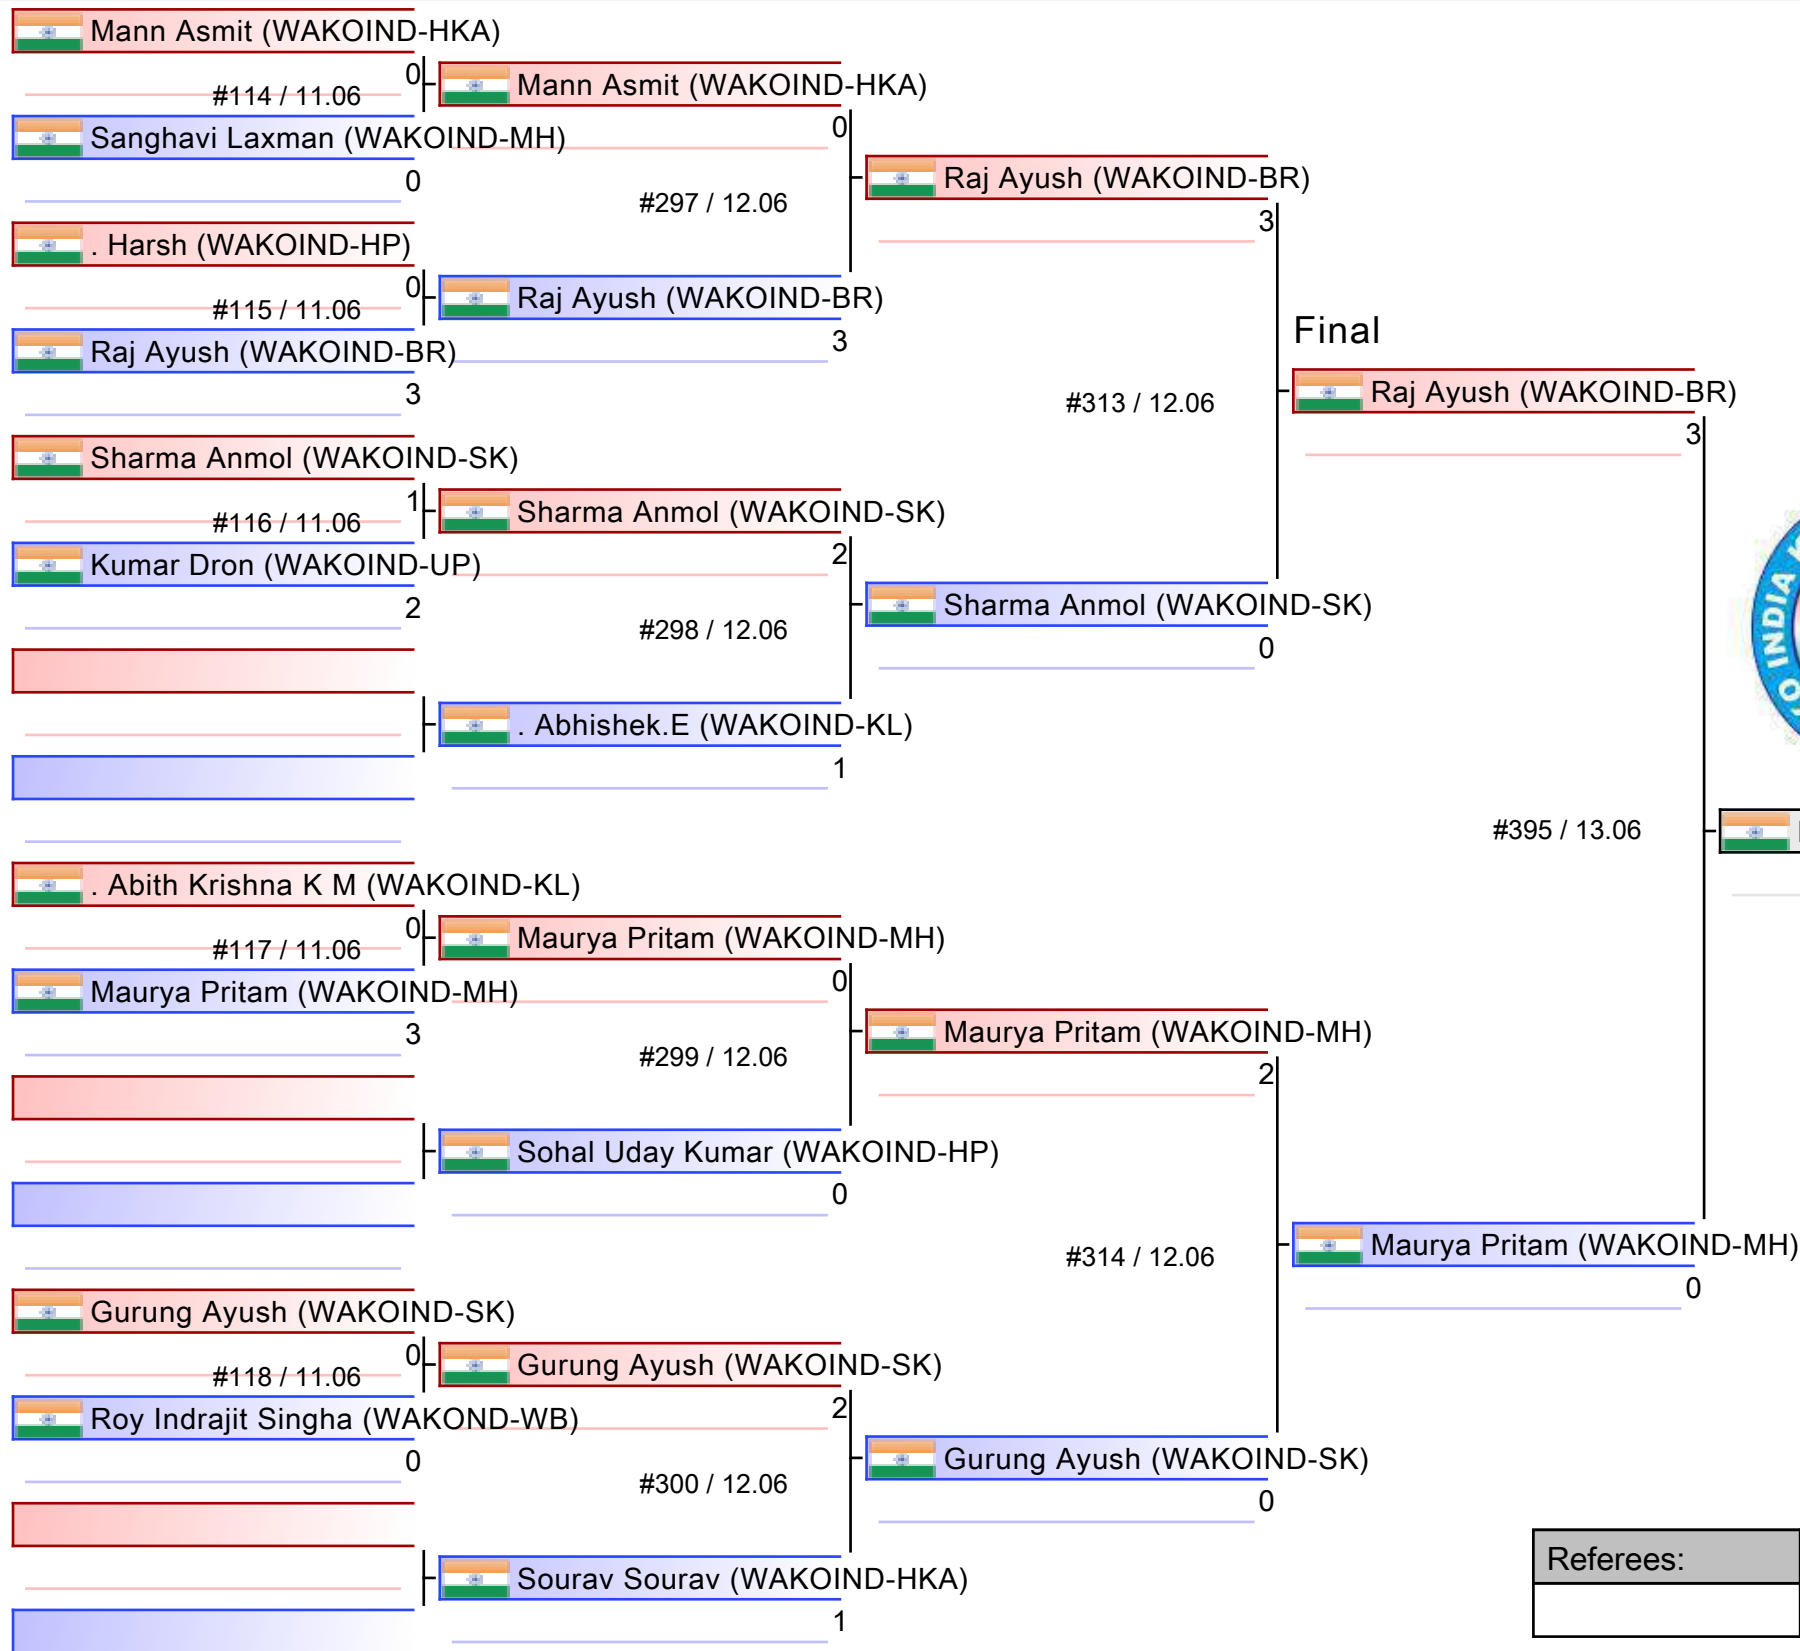 Mann Asmit (WAKOIND-HKA)
0
#114 / 11.06
Sanghavi Laxman (WAKOIND-MH)
0
. Harsh (WAKOIND-HP)
0
#115 / 11.06
Raj Ayush (WAKOIND-BR)
3
Sharma Anmol (WAKOIND-SK)
1
#116 / 11.06
Kumar Dron (WAKOIND-UP)
2
. Abith Krishna K M (WAKOIND-KL)
0
#117 / 11.06
Maurya Pritam (WAKOIND-MH)
3
Gurung Ayush (WAKOIND-SK)
0
#118 / 11.06
Roy Indrajit Singha (WAKOND-WB)
0
Mann Asmit (WAKOIND-HKA)
0
#297 / 12.06
Raj Ayush (WAKOIND-BR)
3
Sharma Anmol (WAKOIND-SK)
2
#298 / 12.06
. Abhishek.E (WAKOIND-KL)
1
Maurya Pritam (WAKOIND-MH)
0
#299 / 12.06
Sohal Uday Kumar (WAKOIND-HP)
0
Gurung Ayush (WAKOIND-SK)
2
#300 / 12.06
Sourav Sourav (WAKOIND-HKA)
1
Raj Ayush (WAKOIND-BR)
3
#313 / 12.06
Sharma Anmol (WAKOIND-SK)
0
Maurya Pritam (WAKOIND-MH)
2
#314 / 12.06
Gurung Ayush (WAKOIND-SK)
0
Final
Raj Ayush (WAKOIND-BR)
3
#395 / 13.06
Maurya Pritam (WAKOIND-MH)
0
INDIA
Referees: